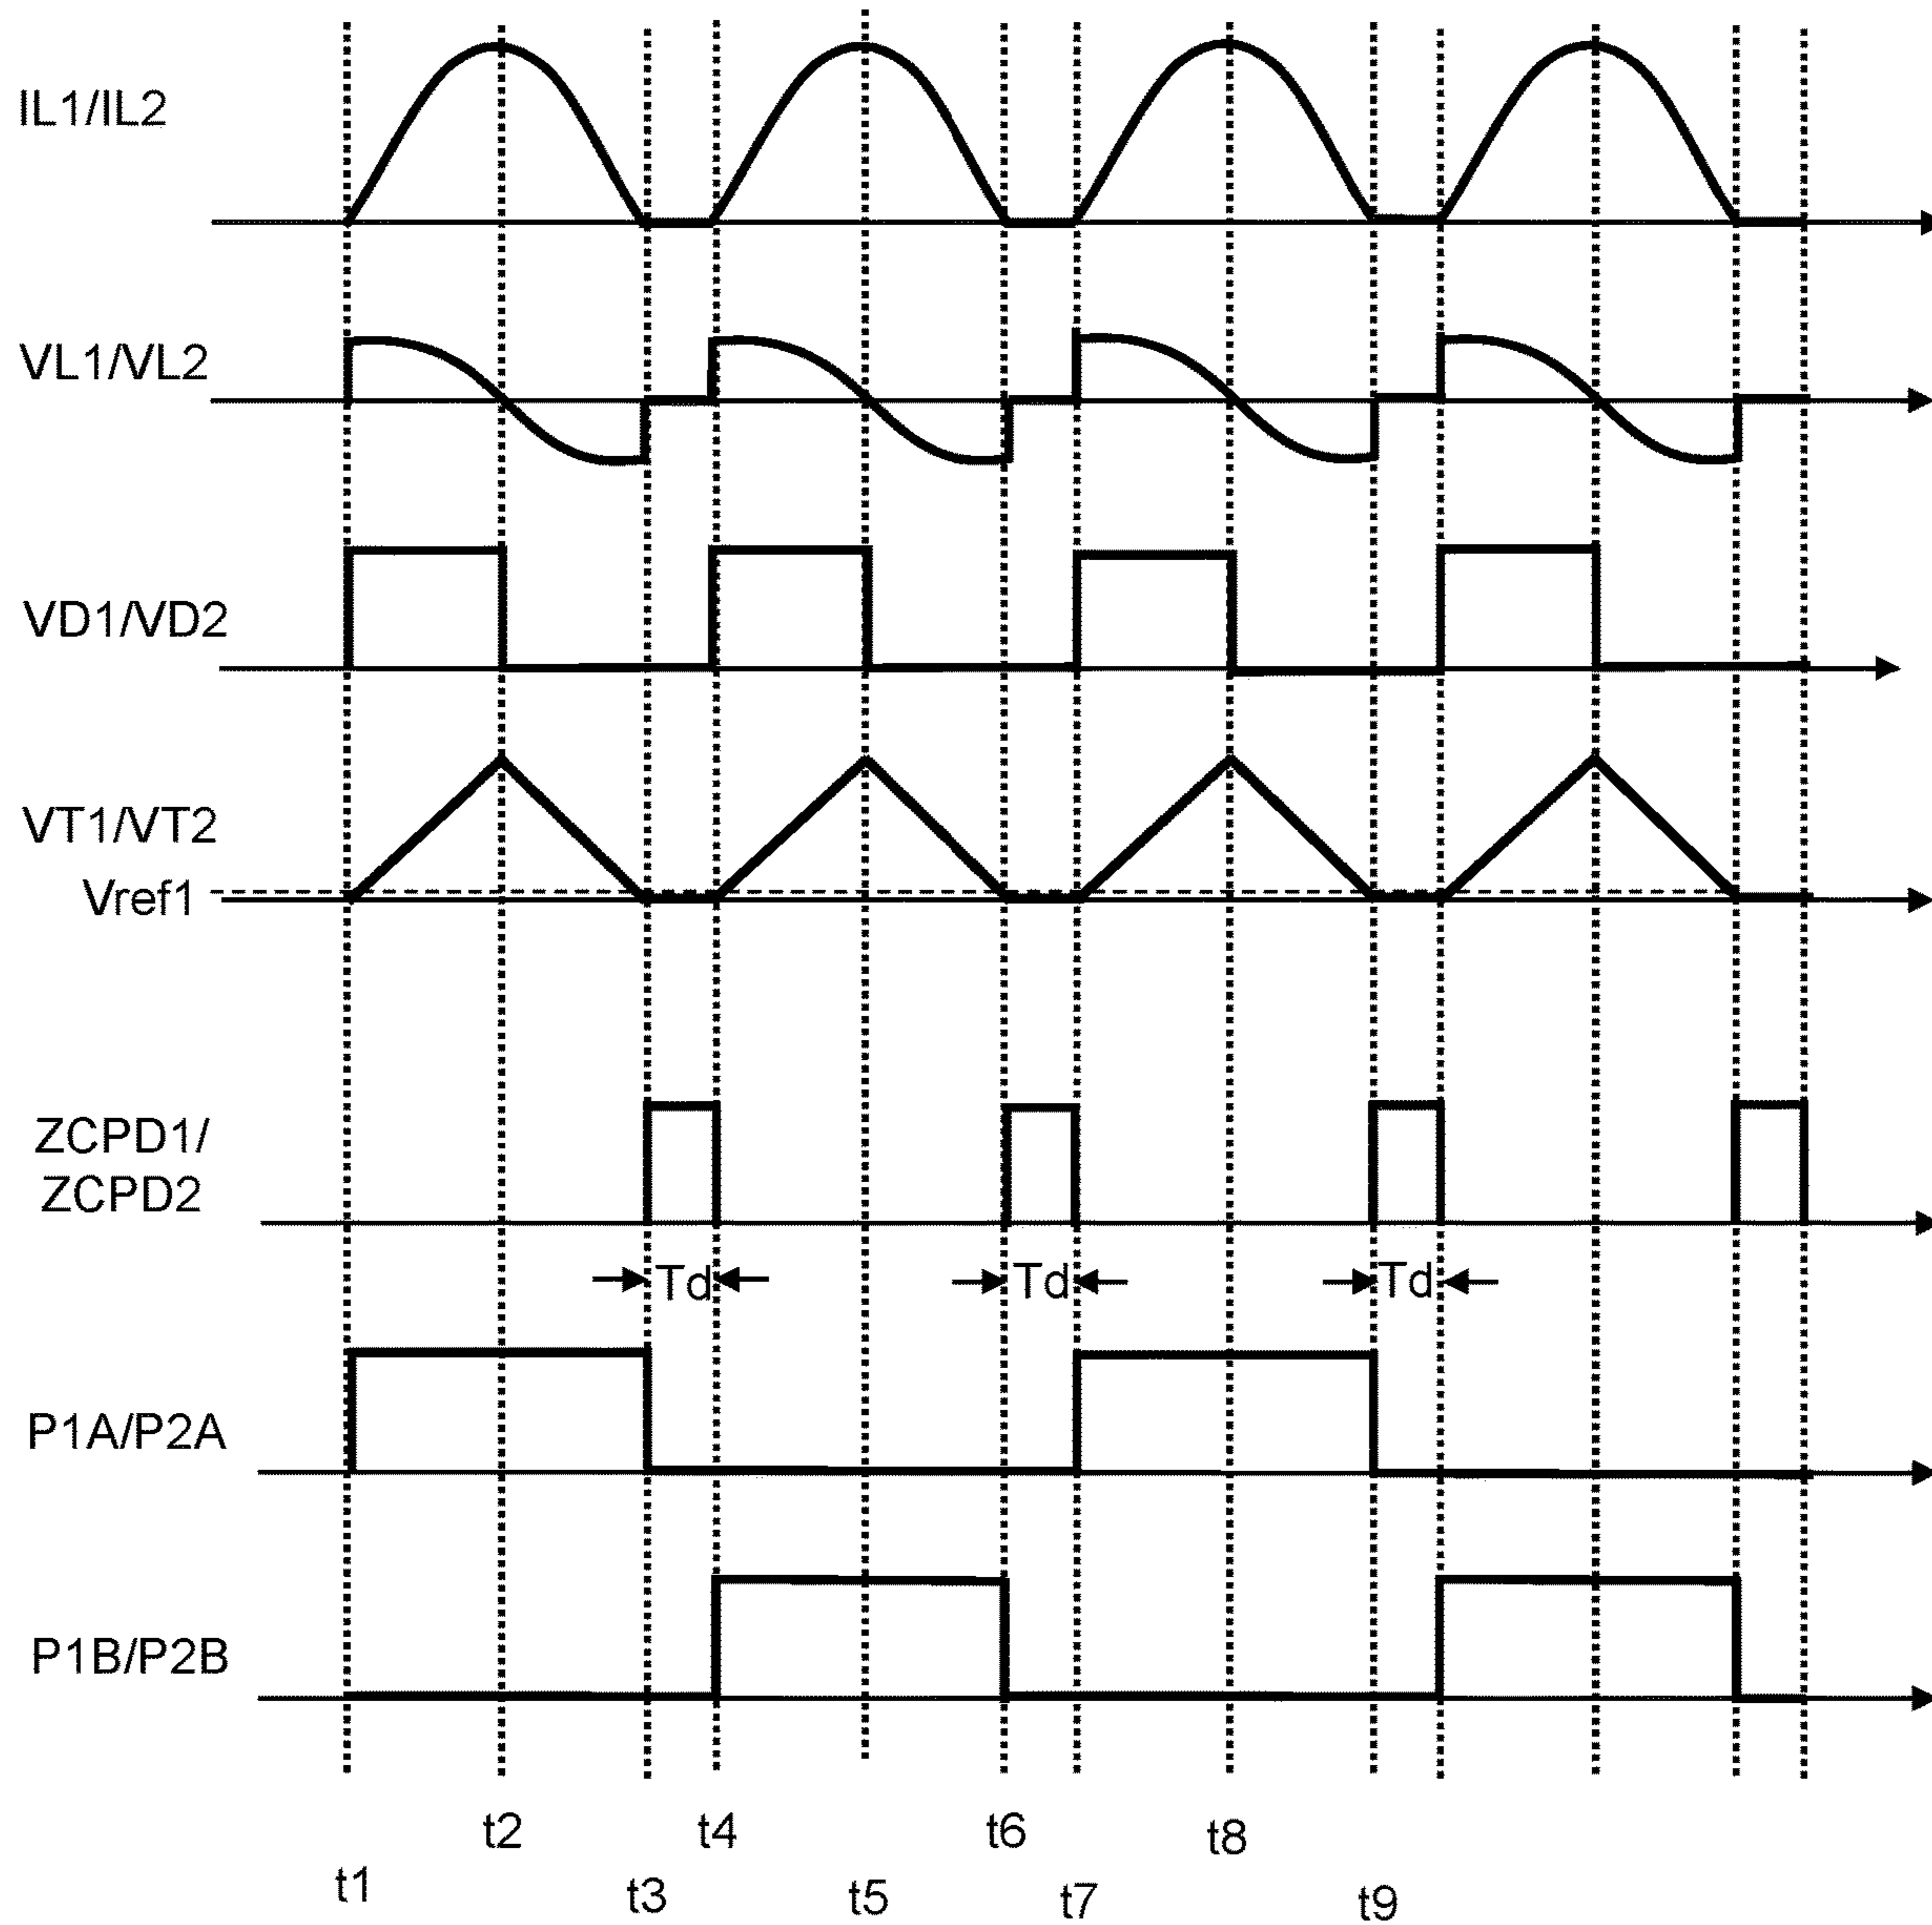 IL1/IL2
VL1/VL2
VD1/VD2
VT1/VT2
Vref1
ZCPD1/
ZCPD2
Td Td Td
P1A/P2A
P1B/P2B
t2 t4 t6 t8
t1 t3 t5 t7 t9